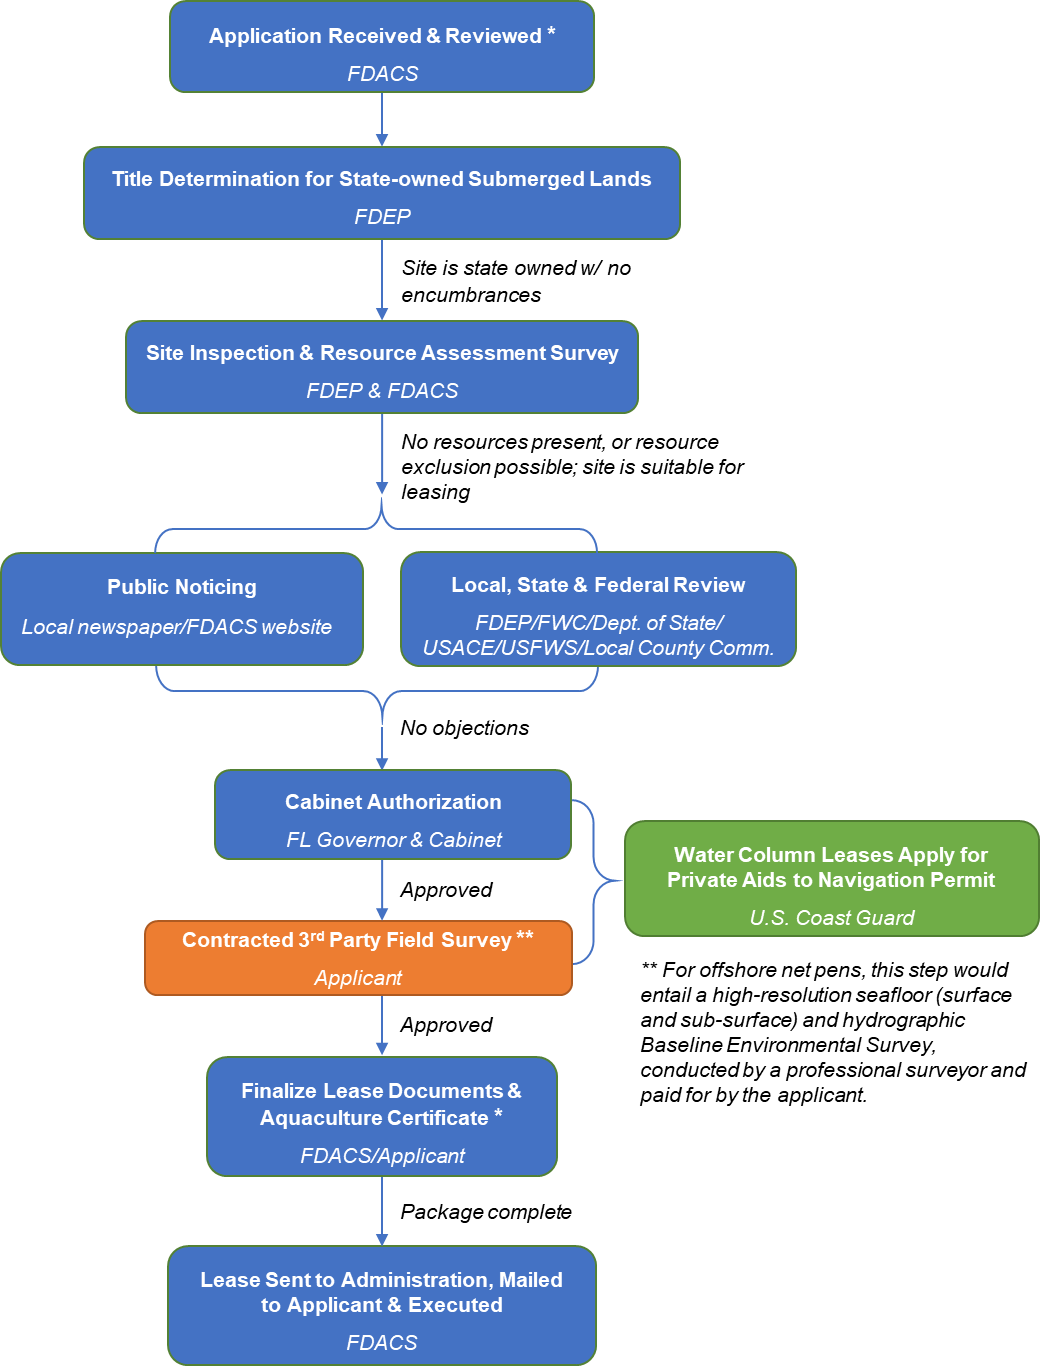 Application Received & Reviewed *
FDACS
Title Determination for State-owned Submerged Lands
FDEP
Site is state owned w/ no
encumbrances
Site Inspection & Resource Assessment Survey
FDEP & FDACS
No resources present, or resource
exclusion possible; site is suitable for
leasing
Public Noticing
Local newspaper/FDACS website
Local, State & Federal Review
FDEP/FWC/Dept. of State/
USACE/USFWS/Local County Comm.
No objections
Cabinet Authorization
FL Governor & Cabinet
Water Column Leases Apply for
Private Aids to Navigation Permit
U.S. Coast Guard
Approved
Contracted 3rd Party Field Survey **
Applicant
** For offshore net pens, this step would
entail a high-resolution seafloor (surface
and sub-surface) and hydrographic
Baseline Environmental Survey,
conducted by a professional surveyor and
paid for by the applicant.
Approved
Finalize Lease Documents &
Aquaculture Certificate *
FDACS/Applicant
Package complete
Lease Sent to Administration, Mailed
to Applicant & Executed
FDACS